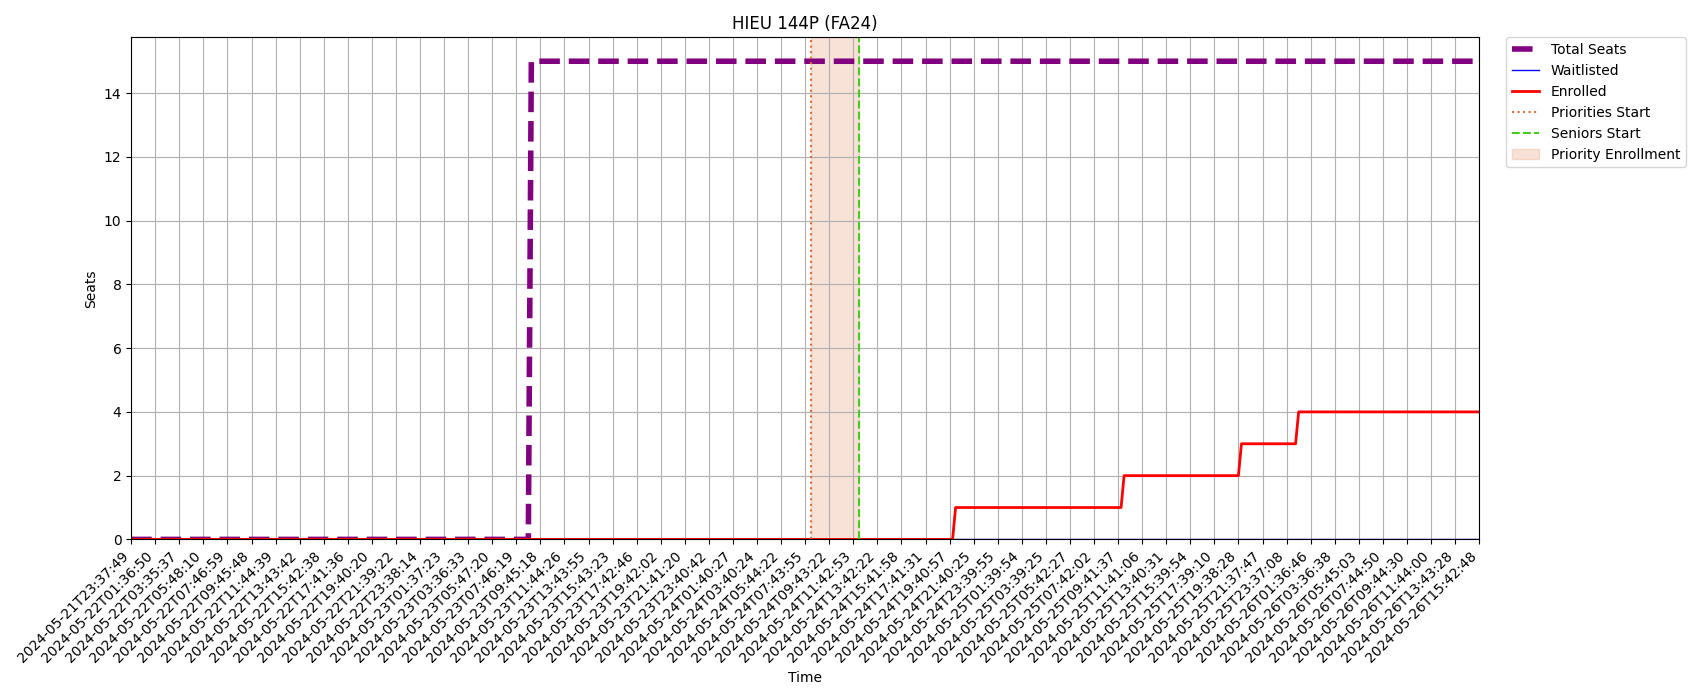 HIEU 144P (FA24)
Total Seats
Waitlisted
Enrolled
Priorities Start
Seniors Start
Priority Enrollment
Seats
14
12
10
8
6
4
2
0
2024-05-21T23:37:49
2024-05-22T01:36:50
2024-05-22T03:35:37
2024-05-22T05:48:10
2024-05-22T07:46:59
2024-05-22T09:45:48
2024-05-22T11:44:39
2024-05-22T13:43:42
2024-05-22T15:42:38
2024-05-22T17:41:36
2024-05-22T19:40:20
2024-05-22T21:39:22
2024-05-22T23:38:14
2024-05-23T01:37:23
2024-05-23T03:36:33
2024-05-23T05:47:20
2024-05-23T07:46:19
2024-05-23T09:45:18
2024-05-23T11:44:26
2024-05-23T13:43:55
2024-05-23T15:43:23
2024-05-23T17:42:46
2024-05-23T19:42:02
2024-05-23T21:41:20
2024-05-23T23:40:42
2024-05-24T01:40:27
2024-05-24T03:40:24
2024-05-24T05:44:22
2024-05-24T07:43:55
2024-05-24T09:43:22
2024-05-24T11:42:53
2024-05-24T13:42:22
2024-05-24T15:41:58
2024-05-24T17:41:31
2024-05-24T19:40:57
2024-05-24T21:40:25
2024-05-24T23:39:55
2024-05-25T01:39:54
2024-05-25T03:39:25
2024-05-25T05:42:27
2024-05-25T07:42:02
2024-05-25T09:41:37
2024-05-25T11:41:06
2024-05-25T13:40:31
2024-05-25T15:39:54
2024-05-25T17:39:10
2024-05-25T19:38:28
2024-05-25T21:37:47
2024-05-25T23:37:08
2024-05-26T01:36:46
2024-05-26T03:36:38
2024-05-26T05:45:03
2024-05-26T07:44:50
2024-05-26T09:44:30
2024-05-26T11:44:00
2024-05-26T13:43:28
2024-05-26T15:42:48
Time